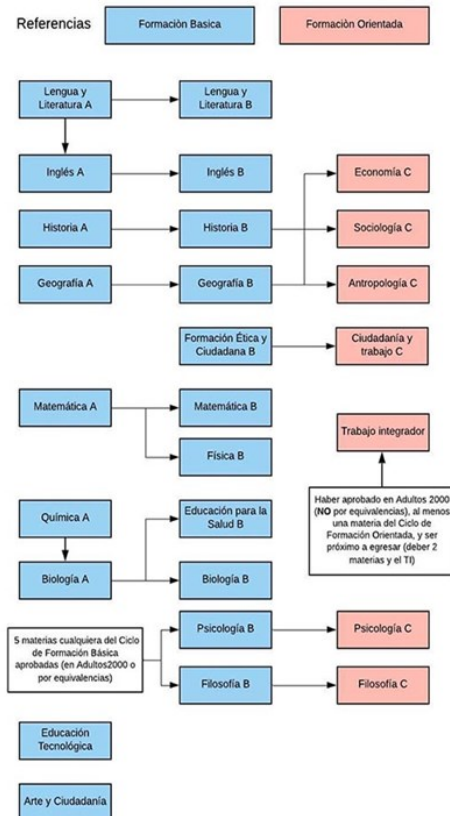 Referencias
Formaciòn Basica
Formaciòn Orientada
Lengua y
Literatura A
Lengua y
Literatura B
Inglés A
Inglés B
Economía C
Historia A
Historia B
Sociología C
Geografía A
Geografía B
Antropología C
Formación Ética y
Ciudadana B
Ciudadanía y
trabajo C
Matemática A
Matemática B
Física B
Trabajo integrador
Haber aprobado en Adultos 2000
(NO por equivalencias), al menos
una materia del Ciclo de
Formación Orientada, y ser
próximo a egresar (deber 2
materias y el TI)
Química A
Educación para la
Salud B
Biología A
Biología B
5 materias cualquiera del Ciclo
de Formación Básica
aprobadas (en Adultos2000 o
por equivalencias)
Psicología B
Psicología C
Filosofía B
Filosofía C
Educación
Tecnológica
Arte y Ciudadanía